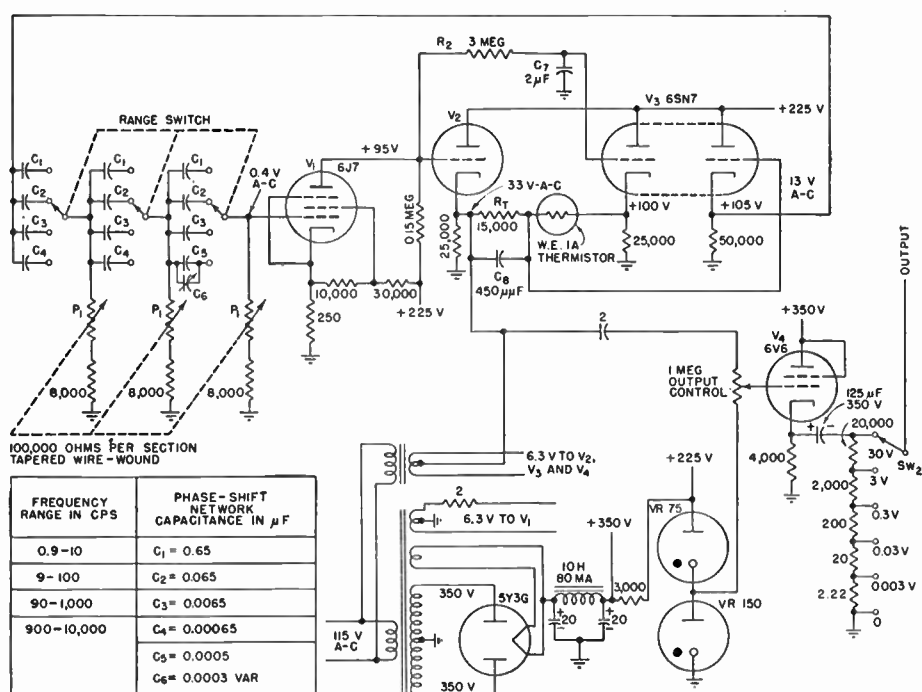 R2 3 MEG
C7
2µF
V2
V3 6SN7
+225 V
RANGE SWITCH
+95V
C1
C2
C3
C4
C1
C2
C3
C4
C1
C2
C3
C5
C6
0.4 V
A-C
V1
6J7
0.15 MEG
25,000
33 V-A-C
RT
15,000
W.E. 1A
THERMISTOR
+100 V
+105 V
13 V
A-C
25,000
50,000
C8
450µµF
10,000
30,000
+225 V
250
P1
P1
P1
8,000
8,000
8,000
100,000 OHMS PER SECTION
TAPERED WIRE-WOUND
2
1 MEG
OUTPUT
CONTROL
+350 V
V4
6V6
125µF
350 V
+ -
4,000
OUTPUT
20,000
30 V
SW2
3 V
2,000
0.3 V
200
0.03 V
20
0.003 V
2.22
0
6.3 V TO V2,
V3 AND V4
2
6.3 V TO V1
+350 V
+225 V
VR 75
VR 150
10H
80 MA
3,000
+
20
-
+
20
-
350 V
5Y3G
350 V
115 V
A-C
FREQUENCY
RANGE IN CPS
PHASE-SHIFT
NETWORK
CAPACITANCE IN µF
0.9-10
C1 = 0.65
9-100
C2 = 0.065
90-1,000
C3 = 0.0065
900-10,000
C4 = 0.00065
C5 = 0.0005
C6 = 0.0003 VAR